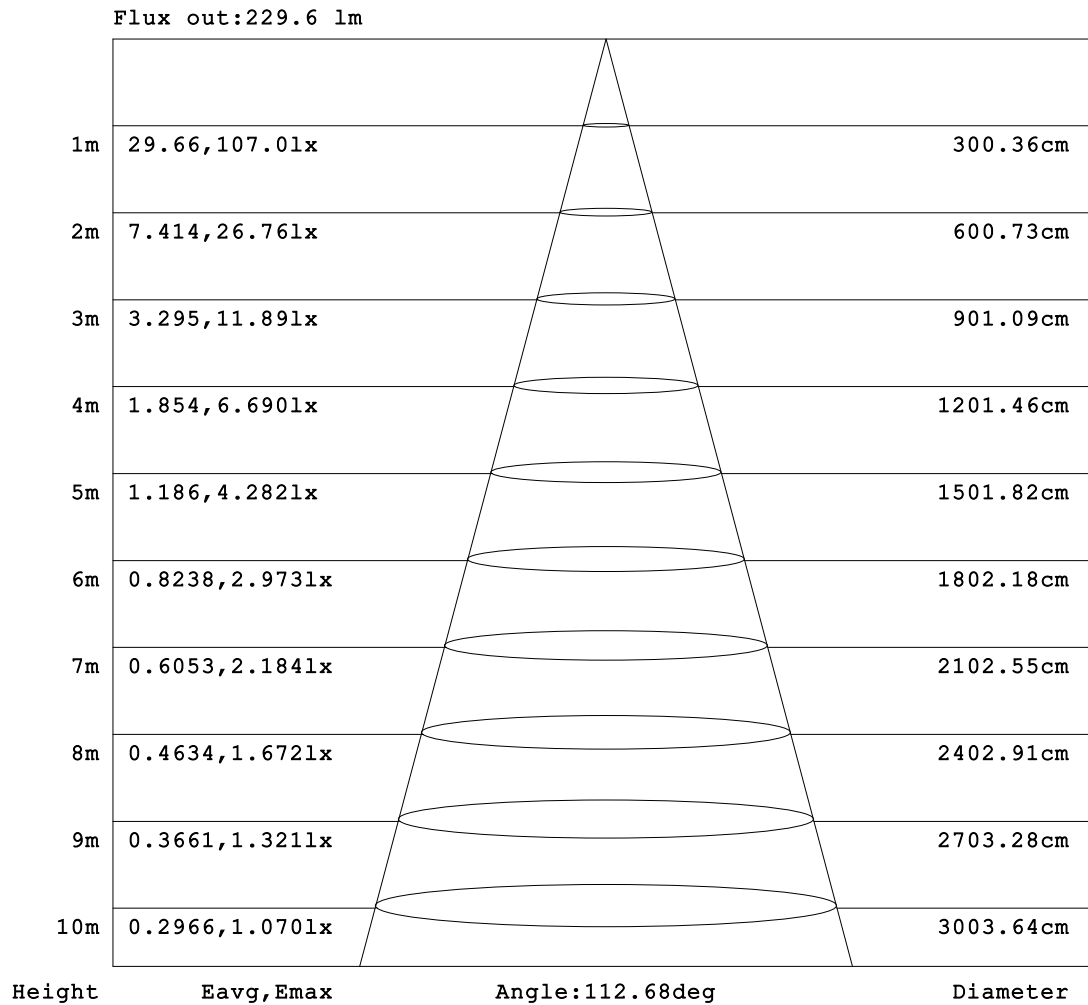 Flux out:229.6 lm
1m 29.66,107.0lx 300.36cm
2m 7.414,26.76lx 600.73cm
3m 3.295,11.89lx 901.09cm
4m 1.854,6.690lx 1201.46cm
5m 1.186,4.282lx 1501.82cm
6m 0.8238,2.973lx 1802.18cm
7m 0.6053,2.184lx 2102.55cm
8m 0.4634,1.672lx 2402.91cm
9m 0.3661,1.321lx 2703.28cm
10m 0.2966,1.070lx 3003.64cm
Height Eavg,Emax Angle:112.68deg Diameter